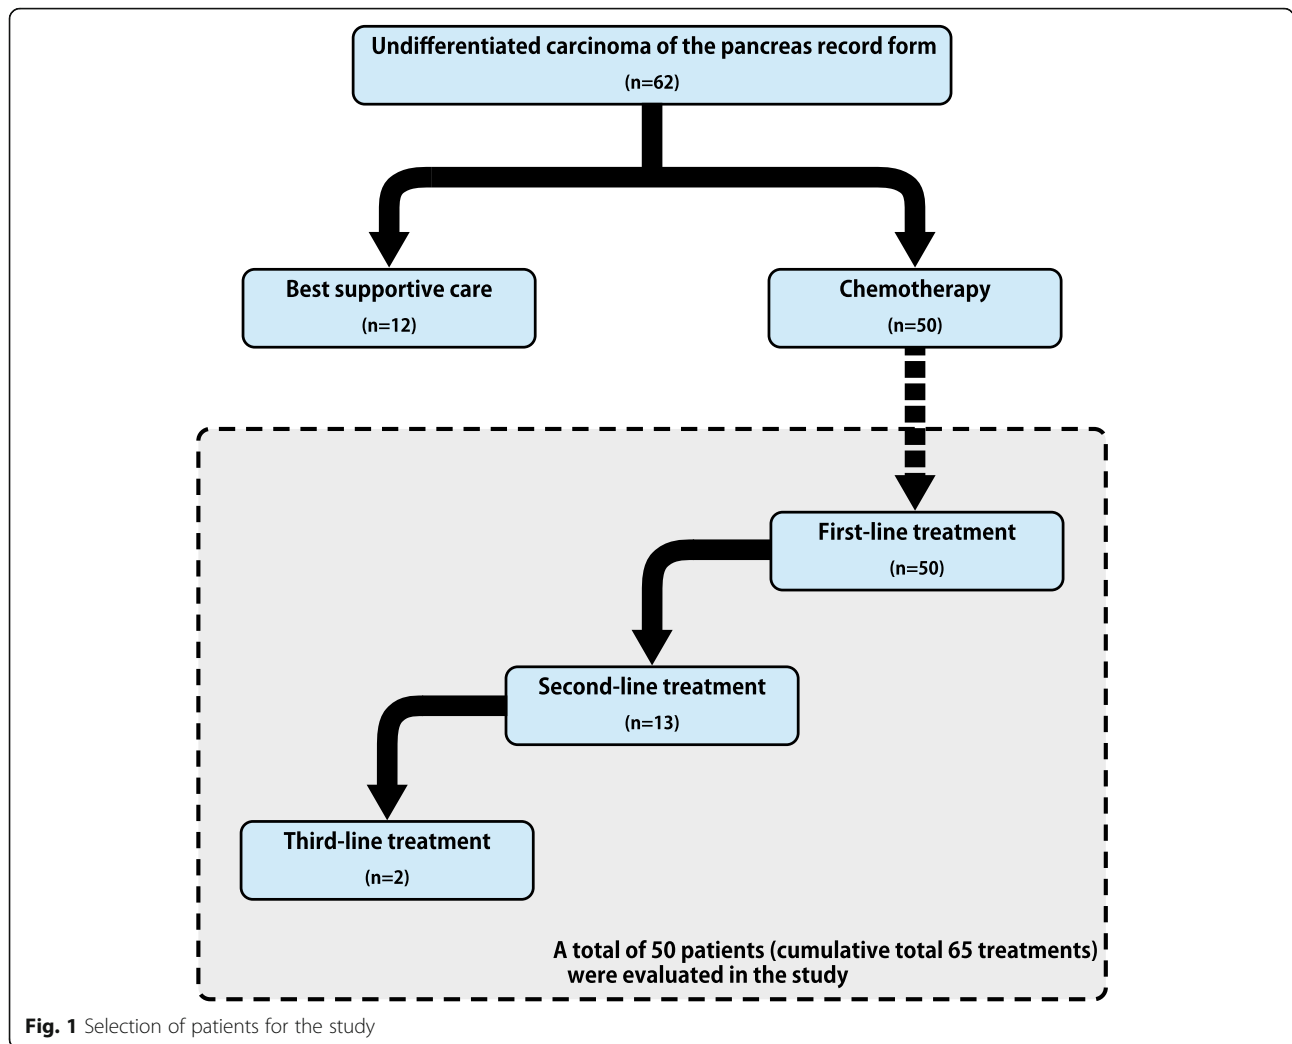 Undifferentiated carcinoma of the pancreas record form
(n=62)
Best supportive care
(n=12)
Chemotherapy
(n=50)
First-line treatment
(n=50)
Second-line treatment
(n=13)
Third-line treatment
(n=2)
A total of 50 patients (cumulative total 65 treatments)
were evaluated in the study
Fig. 1 Selection of patients for the study